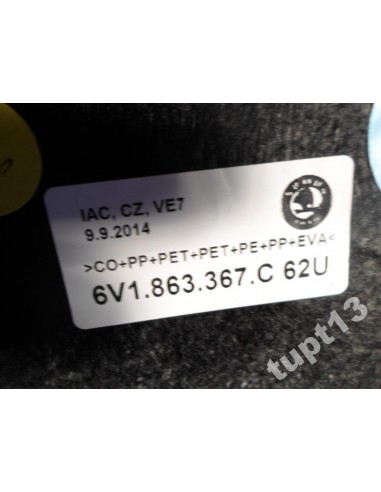 IAC, CZ, VE7
9.9.2014
>CO+PP+PET+PET+PE+PP+EVA<
6V1.863.367.C 62U
tupt13